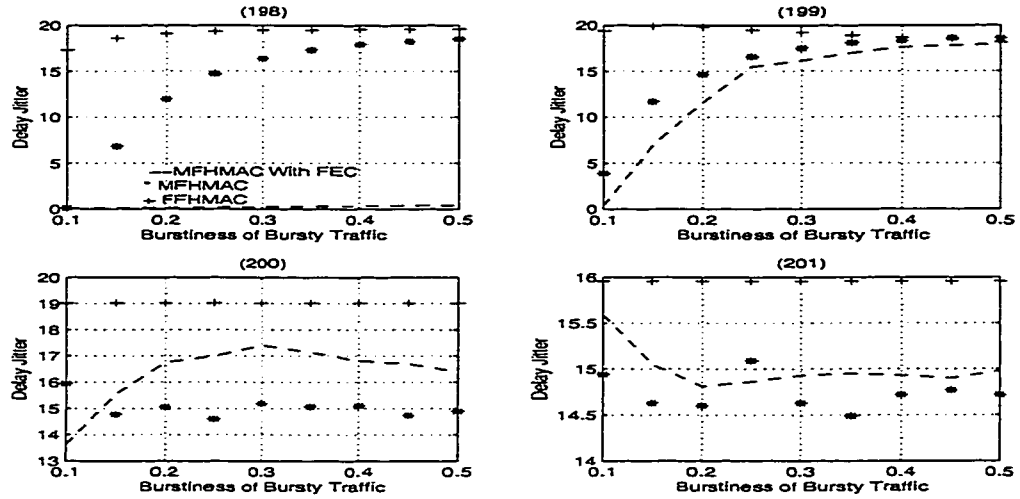 (198)
20
15
10
5
0
Delay Jitter
MFHMAC With FEC
MFHMAC
FFHMAC
0.1 0.2 0.3 0.4 0.5
Burstiness of Bursty Traffic
(199)
20
15
10
5
0
Delay Jitter
0.1 0.2 0.3 0.4 0.5
Burstiness of Bursty Traffic
(200)
20
19
18
17
16
15
14
13
Delay Jitter
0.1 0.2 0.3 0.4 0.5
Burstiness of Bursty Traffic
(201)
16
15.5
15
14.5
14
Delay Jitter
0.1 0.2 0.3 0.4 0.5
Burstiness of Bursty Traffic